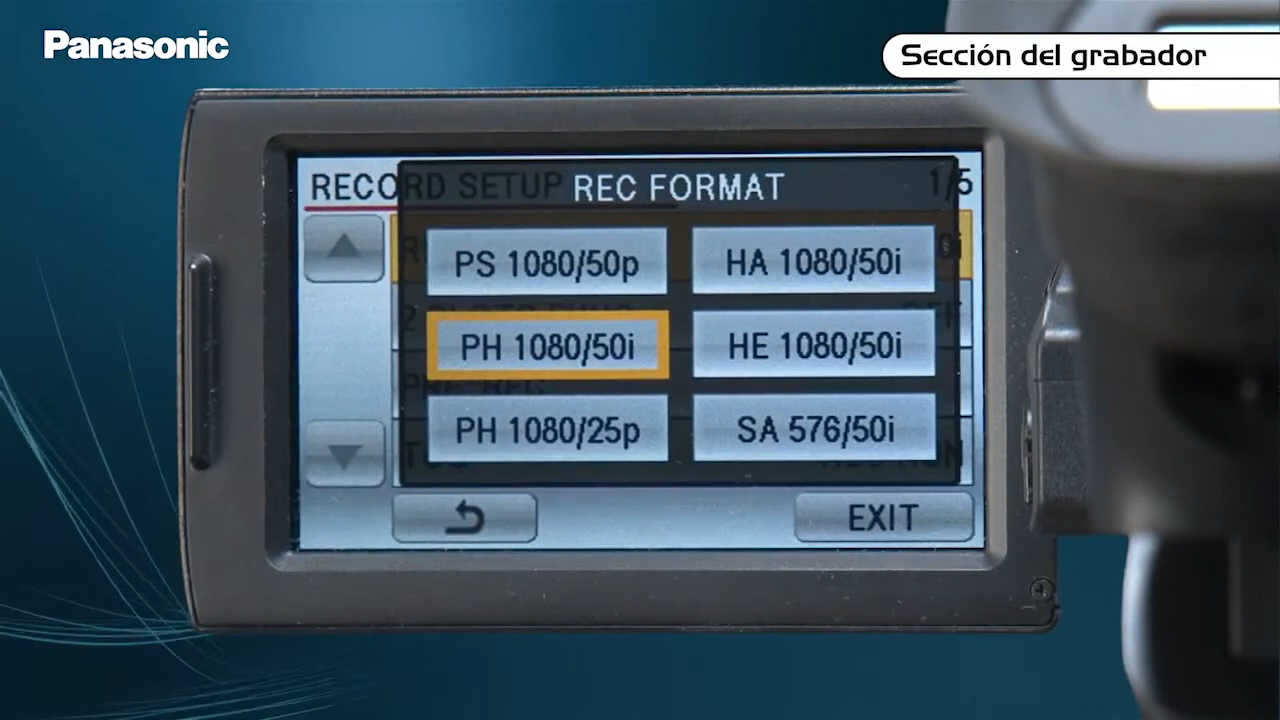 Panasonic
Sección del grabador
RECORD SETUP
REC FORMAT
1/5
PS 1080/50p
HA 1080/50i
PH 1080/50i
HE 1080/50i
PH 1080/25p
SA 576/50i
EXIT